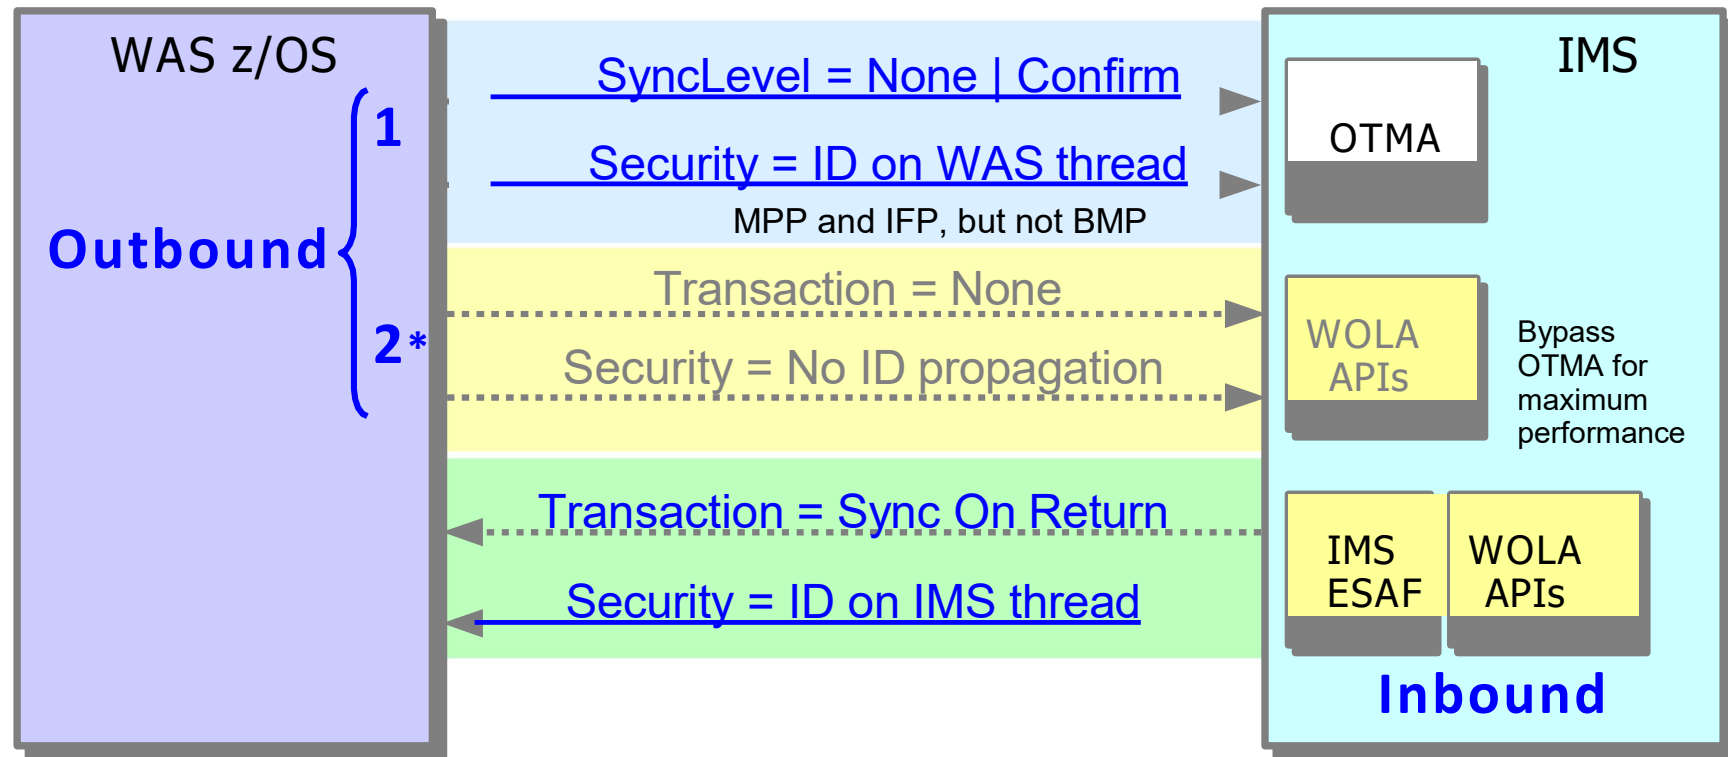 WAS z/OS
IMS
SyncLevel = None | Confirm
1
OTMA
Security = ID on WAS thread
MPP and IFP, but not BMP
Outbound
Transaction = None
2*
WOLA
APIs
Bypass
OTMA for
maximum
performance
Security = No ID propagation
Transaction = Sync On Return
IMS
ESAF
WOLA
APIs
Security = ID on IMS thread
Inbound